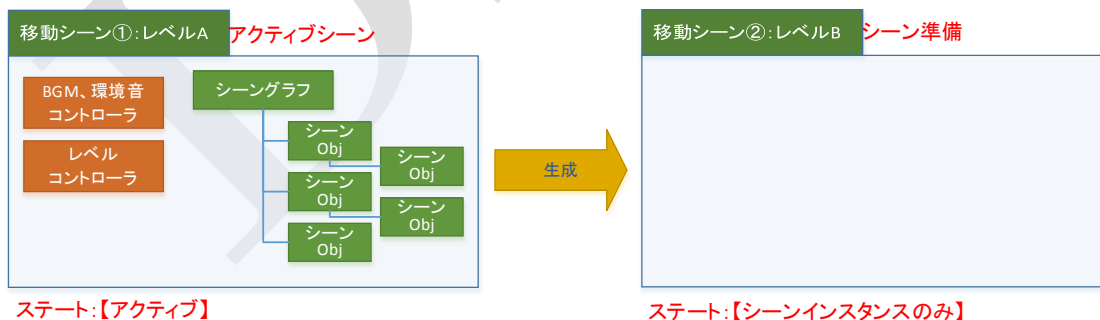 移動シーン①:レベルA
アクティブシーン
BGM、環境音
コントローラ
レベル
コントローラ
シーングラフ
シーン
Obj
シーン
Obj
シーン
Obj
シーン
Obj
シーン
Obj
ステート:【アクティブ】
生成
移動シーン②:レベルB
シーン準備
ステート:【シーンインスタンスのみ】